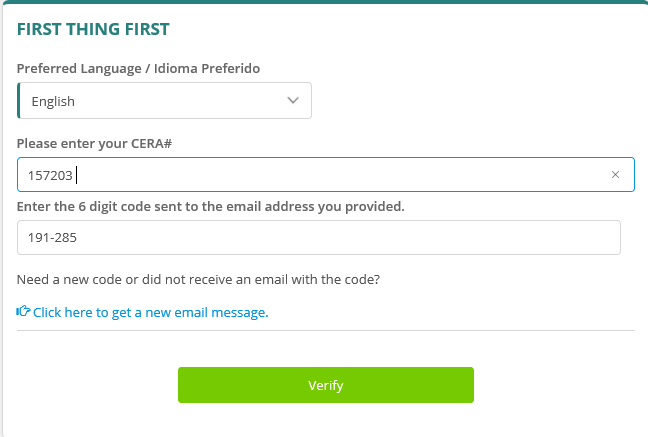 FIRST THING FIRST
Preferred Language / Idioma Preferido
English
Please enter your CERA#
157203
Enter the 6 digit code sent to the email address you provided.
191-285
Need a new code or did not receive an email with the code?
Click here to get a new email message.
Verify